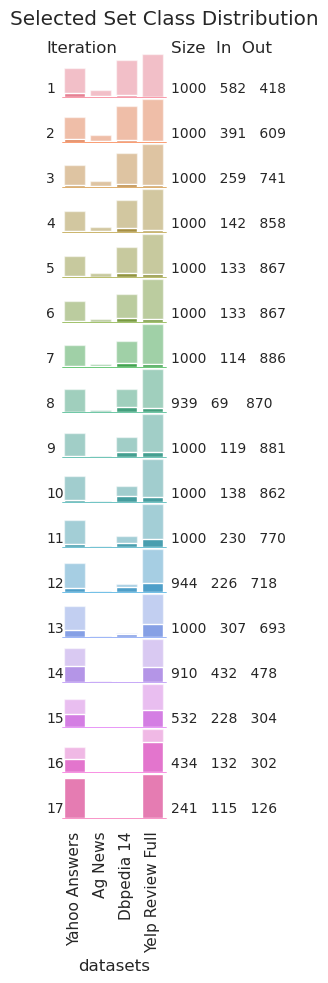 Selected Set Class Distribution
Iteration Size In Out
1 1000 582 418
2 1000 391 609
3 1000 259 741
4 1000 142 858
5 1000 133 867
6 1000 133 867
7 1000 114 886
8 939 69 870
9 1000 119 881
10 1000 138 862
11 1000 230 770
12 944 226 718
13 1000 307 693
14 910 432 478
15 532 228 304
16 434 132 302
17 241 115 126
Yahoo Answers
Ag News
Dbpedia 14
Yelp Review Full
datasets